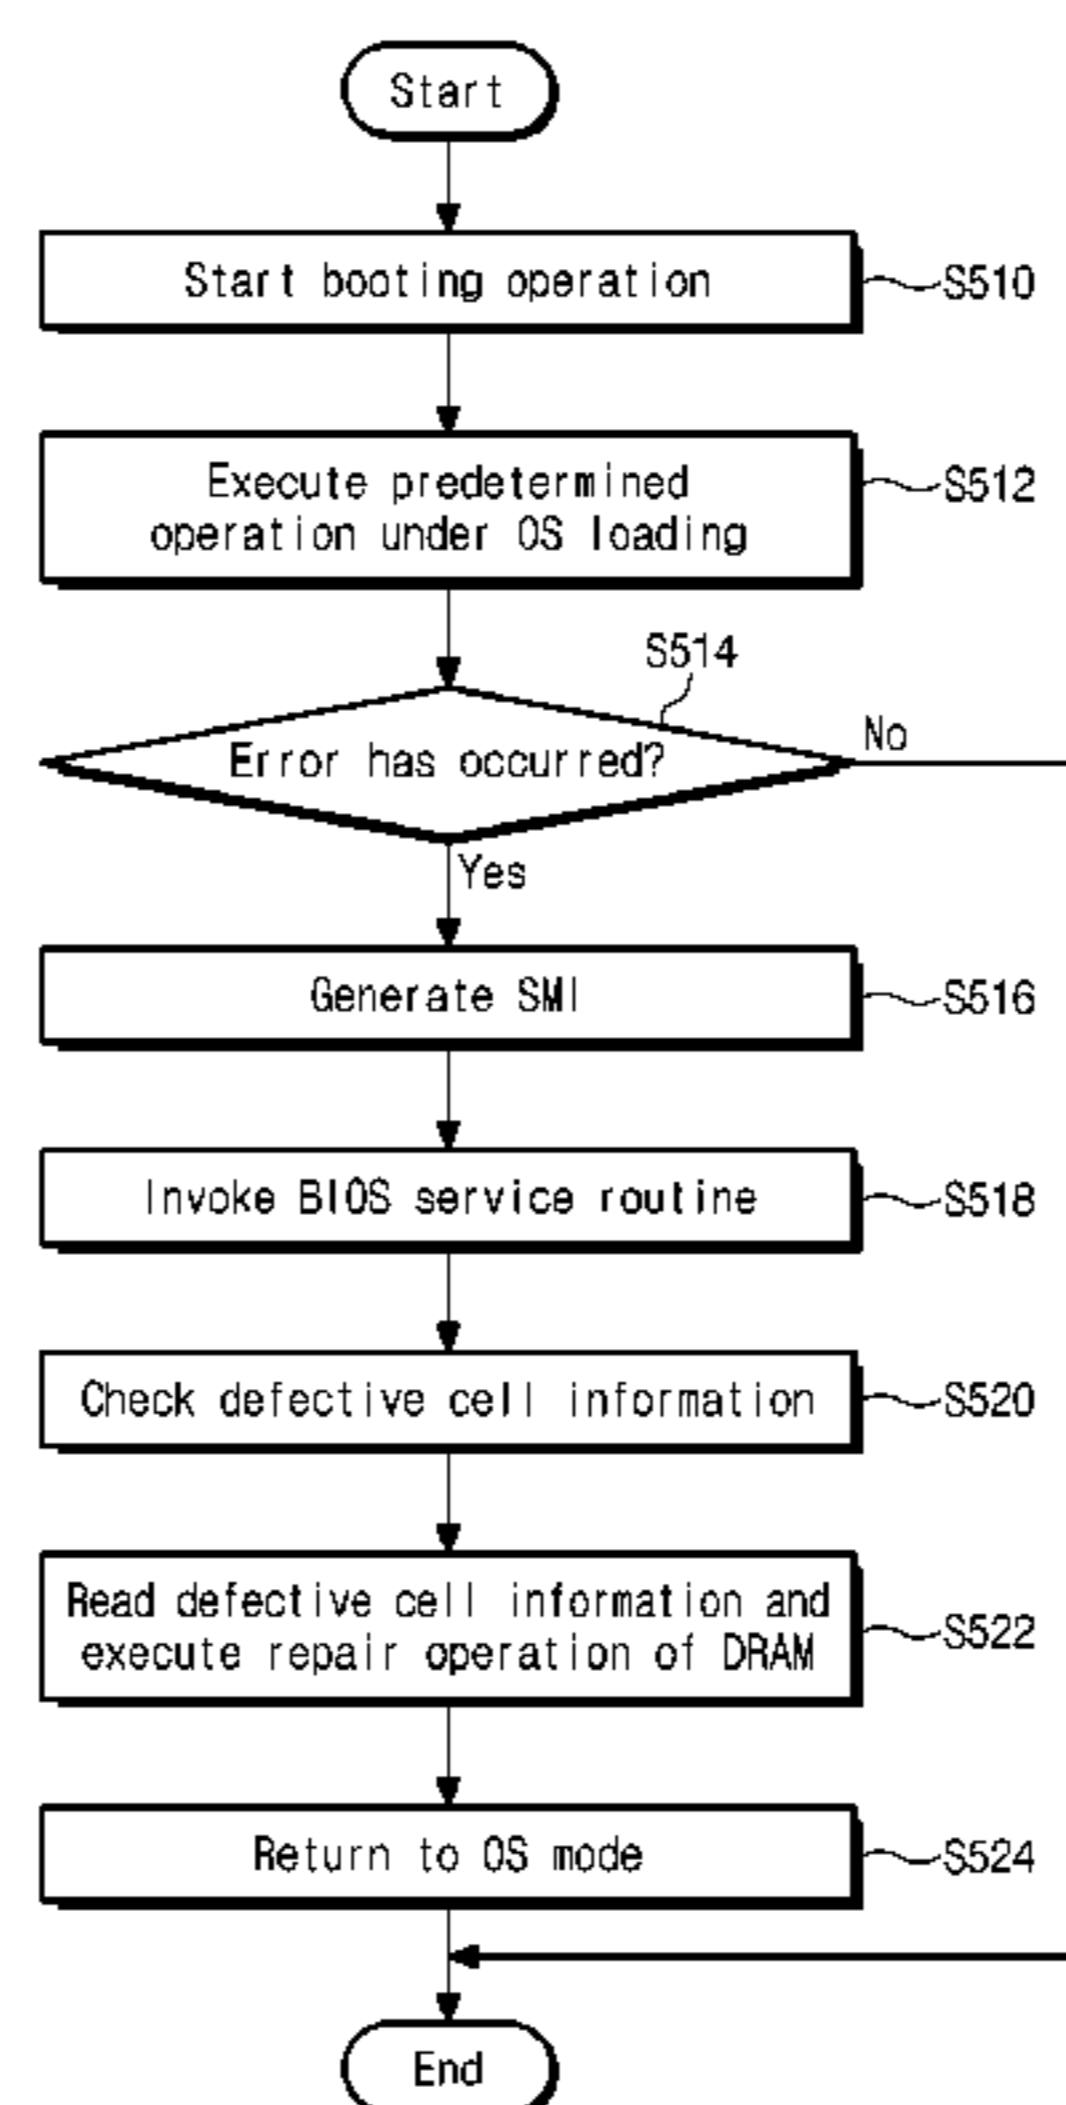 Start
Start booting operation
S510
Execute predetermined
operation under OS loading
S512
S514
Error has occurred?
No
Yes
Generate SMI
S516
Invoke BIOS service routine
S518
Check defective cell information
S520
Read defective cell information and
execute repair operation of DRAM
S522
Return to OS mode
S524
End